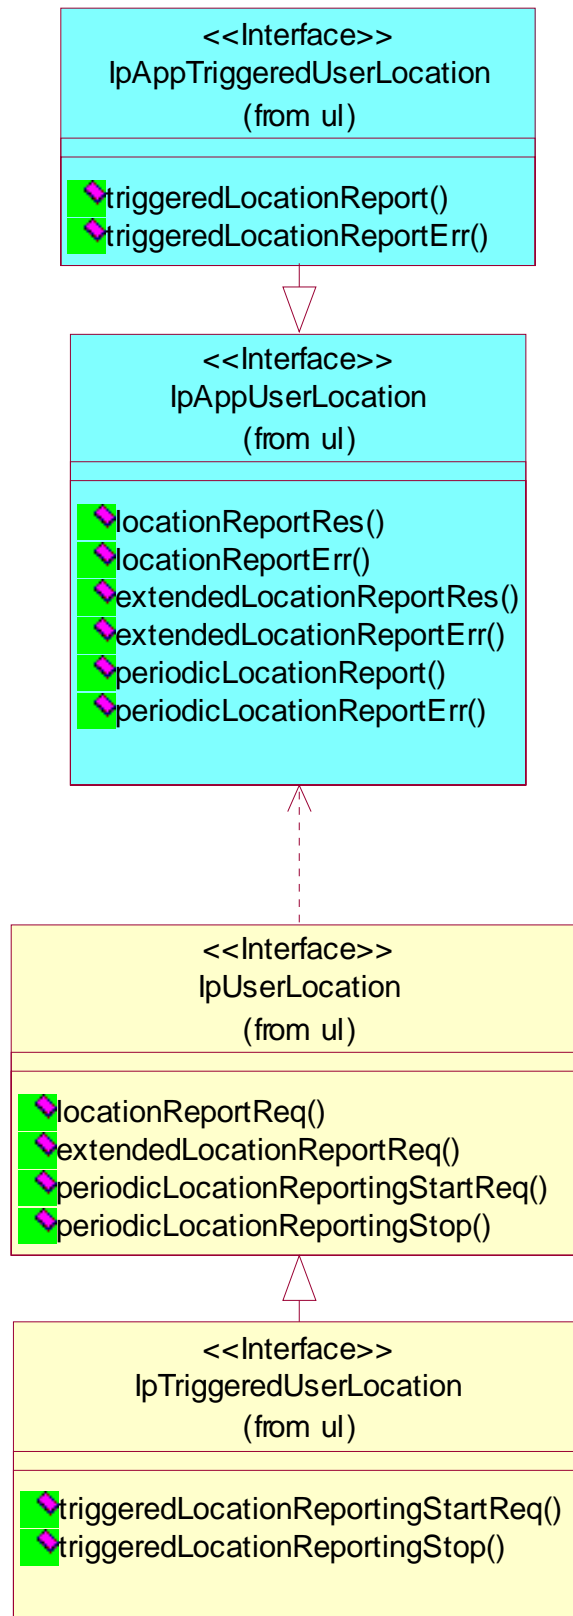 <<Interface>>
IpAppTriggeredUserLocation
(from ul)
triggeredLocationReport()
triggeredLocationReportErr()
<<Interface>>
IpAppUserLocation
(from ul)
locationReportRes()
locationReportErr()
extendedLocationReportRes()
extendedLocationReportErr()
periodicLocationReport()
periodicLocationReportErr()
<<Interface>>
IpUserLocation
(from ul)
locationReportReq()
extendedLocationReportReq()
periodicLocationReportingStartReq()
periodicLocationReportingStop()
<<Interface>>
IpTriggeredUserLocation
(from ul)
triggeredLocationReportingStartReq()
triggeredLocationReportingStop()